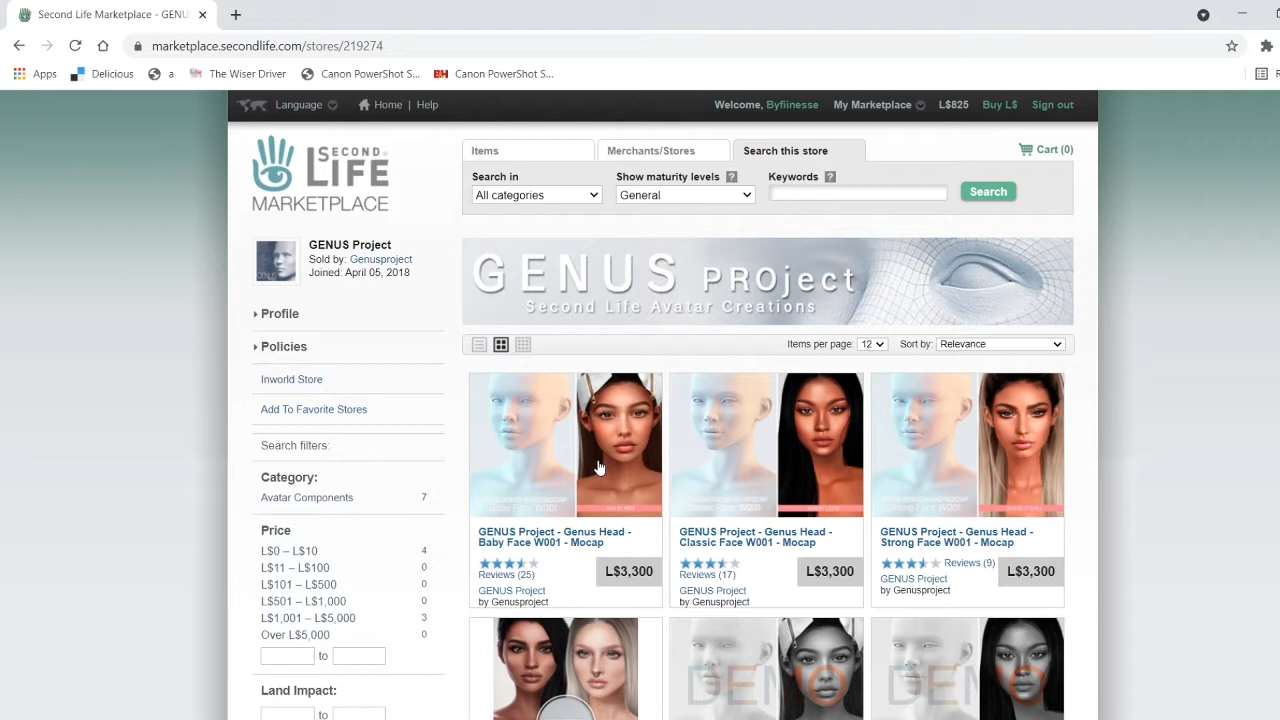 Second Life Marketplace - GENU
marketplace.secondlife.com/stores/219274
Apps
Delicious
a
The Wiser Driver
Canon PowerShot S...
BH
Canon PowerShot S...
Language
Home | Help
Welcome, Byfiinesse
My Marketplace
L$825
Buy L$
Sign out
SECOND
LIFE
MARKETPLACE
Items
Merchants/Stores
Search this store
Cart (0)
Search in
Show maturity levels ?
Keywords ?
All categories
General
Search
GENUS Project
Sold by: Genusproject
Joined: April 05, 2018
GENUS PROject
Second Life Avatar Creations
Profile
Policies
Inworld Store
Add To Favorite Stores
Search filters:
Category:
Avatar Components 7
Price
L$0 – L$10 4
L$11 – L$100 0
L$101 – L$500 0
L$501 – L$1,000 0
L$1,001 – L$5,000 3
Over L$5,000 0
to
Land Impact:
to
Items per page: 12
Sort by: Relevance
Baby Face W001
GENUS Project - Genus Head -
Baby Face W001 - Mocap
Reviews (25)
L$3,300
GENUS Project
by Genusproject
GENUS Project - Genus Head -
Classic Face W001 - Mocap
Reviews (17)
L$3,300
GENUS Project
by Genusproject
Strong Face W001
GENUS Project - Genus Head -
Strong Face W001 - Mocap
Reviews (9)
L$3,300
GENUS Project
by Genusproject
DEMO
DEMO